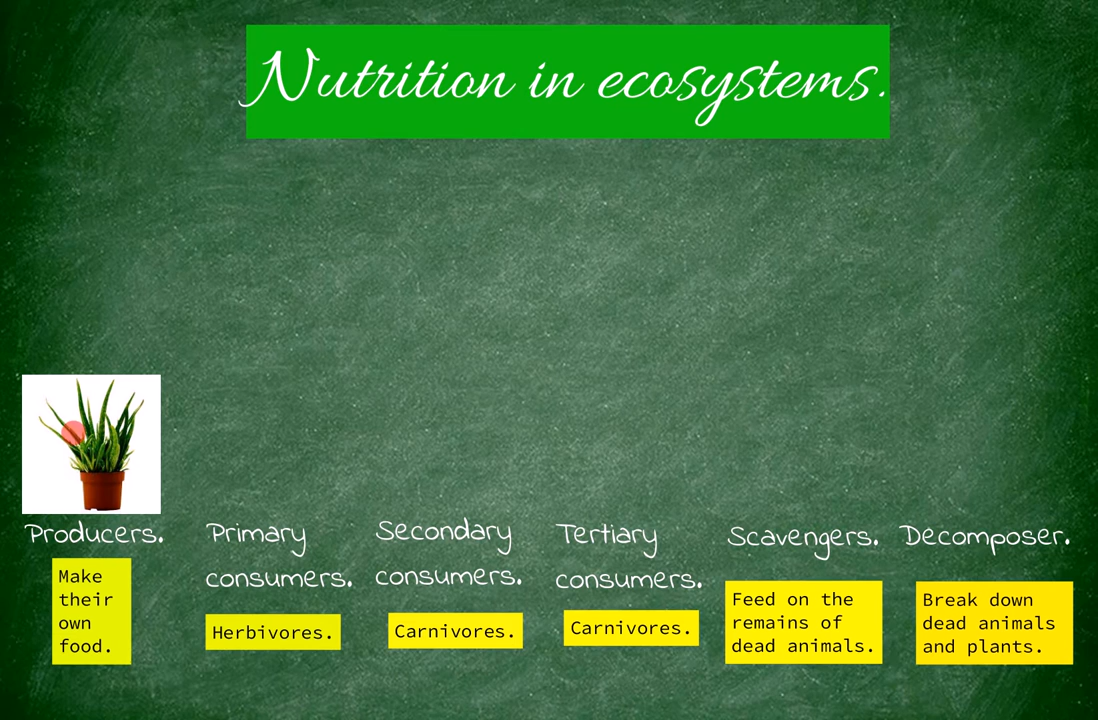 Nutrition in ecosystems.
Producers.
Make
their
own
food.
Primary
consumers.
Herbivores.
Secondary
consumers.
Carnivores.
Tertiary
consumers.
Carnivores.
Scavengers.
Feed on the
remains of
dead animals.
Decomposer.
Break down
dead animals
and plants.